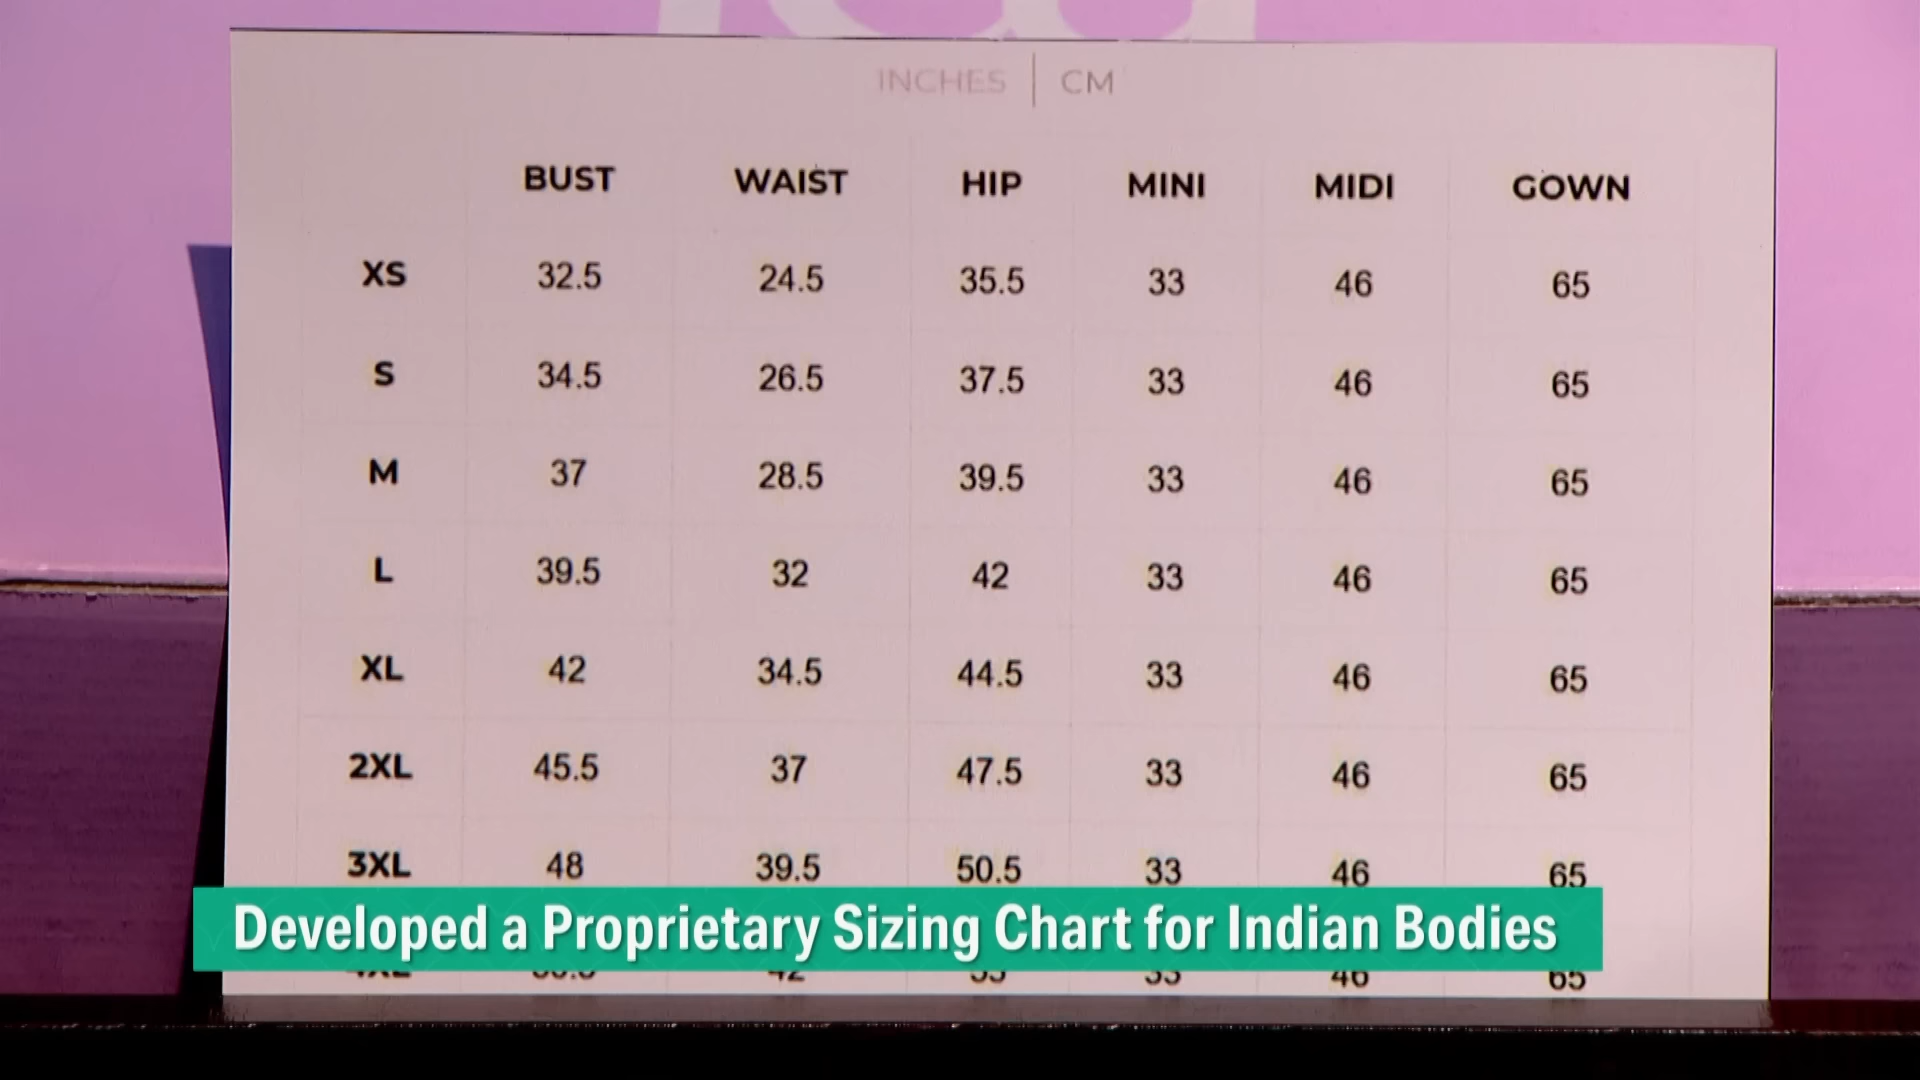 INCHES | CM
BUST WAIST HIP MINI MIDI GOWN
XS 32.5 24.5 35.5 33 46 65
S 34.5 26.5 37.5 33 46 65
M 37 28.5 39.5 33 46 65
L 39.5 32 42 33 46 65
XL 42 34.5 44.5 33 46 65
2XL 45.5 37 47.5 33 46 65
3XL 48 39.5 50.5 33 46 65
Developed a Proprietary Sizing Chart for Indian Bodies